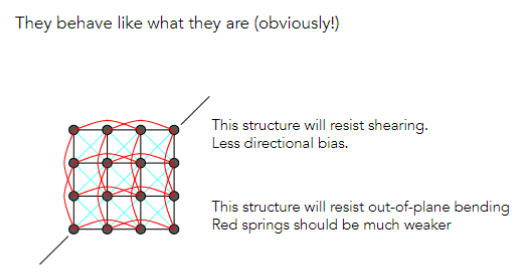 They behave like what they are (obviously!)
This structure will resist shearing.
Less directional bias.
This structure will resist out-of-plane bending
Red springs should be much weaker